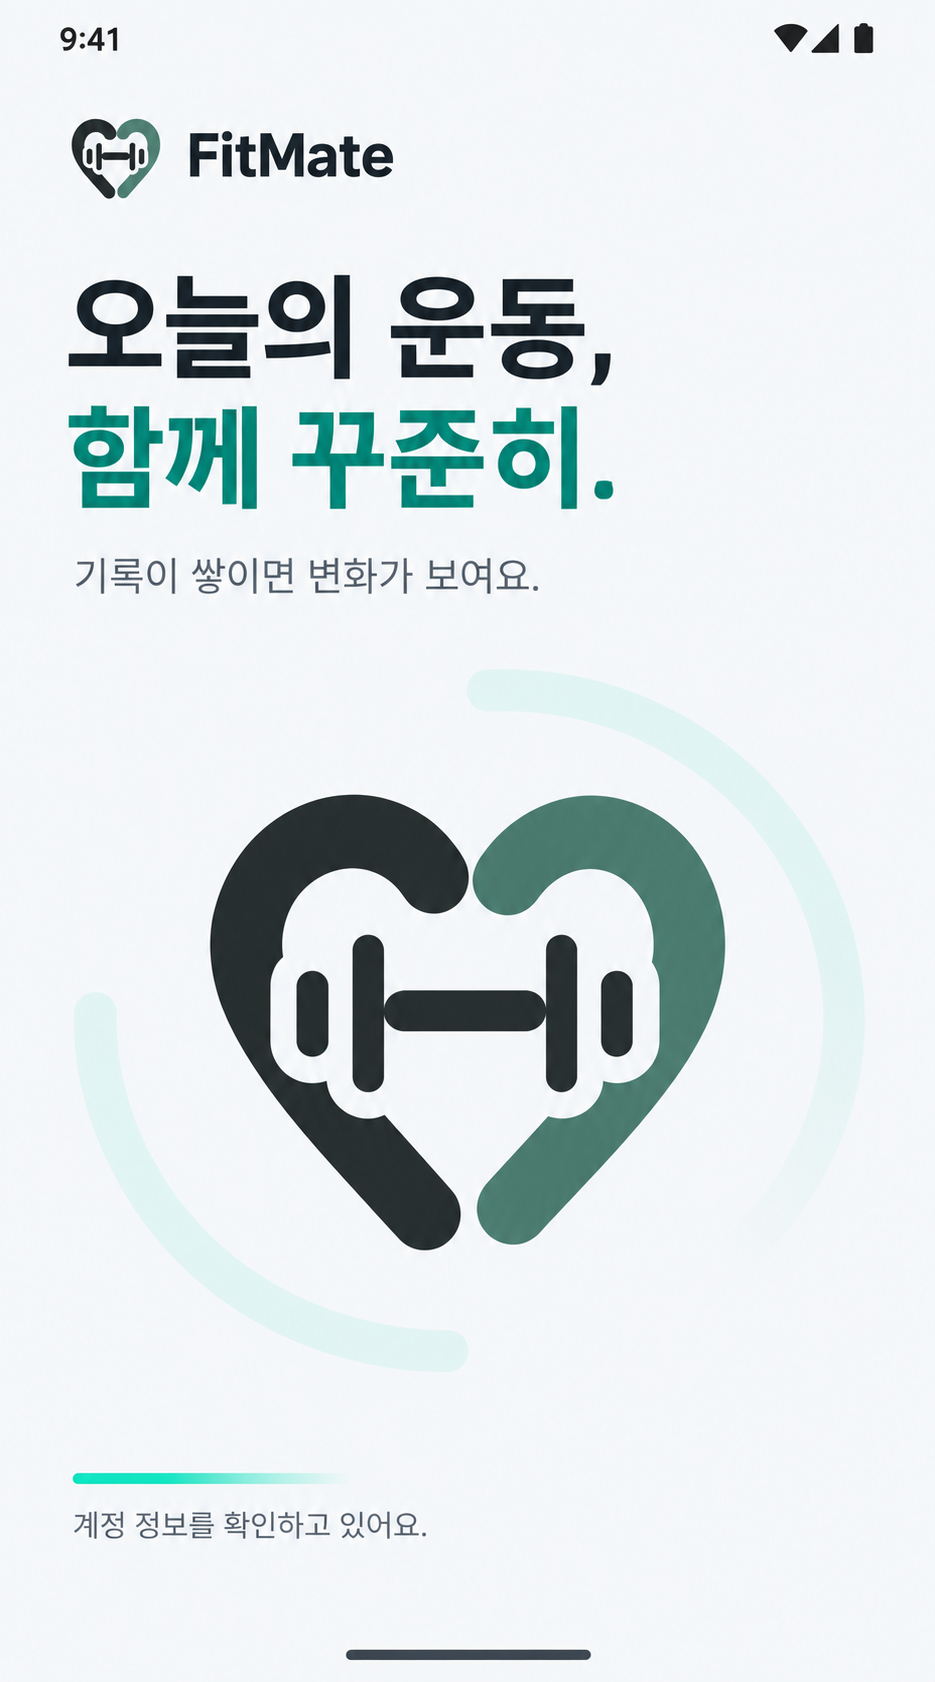 9:41
FitMate
오늘의 운동,
함께 꾸준히.
기록이 쌓이면 변화가 보여요.
계정 정보를 확인하고 있어요.